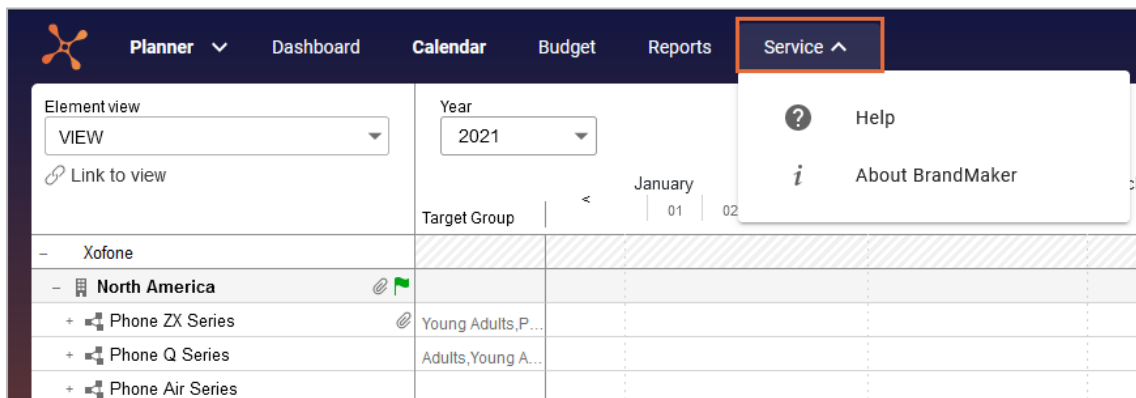 Planner Dashboard Calendar Budget Reports Service
Help
About BrandMaker
Element view
VIEW
Link to view
Year
2021
January
<
01 02
Target Group
– Xofone
– North America
+ Phone ZX Series Young Adults,P...
+ Phone Q Series Adults,Young A...
+ Phone Air Series